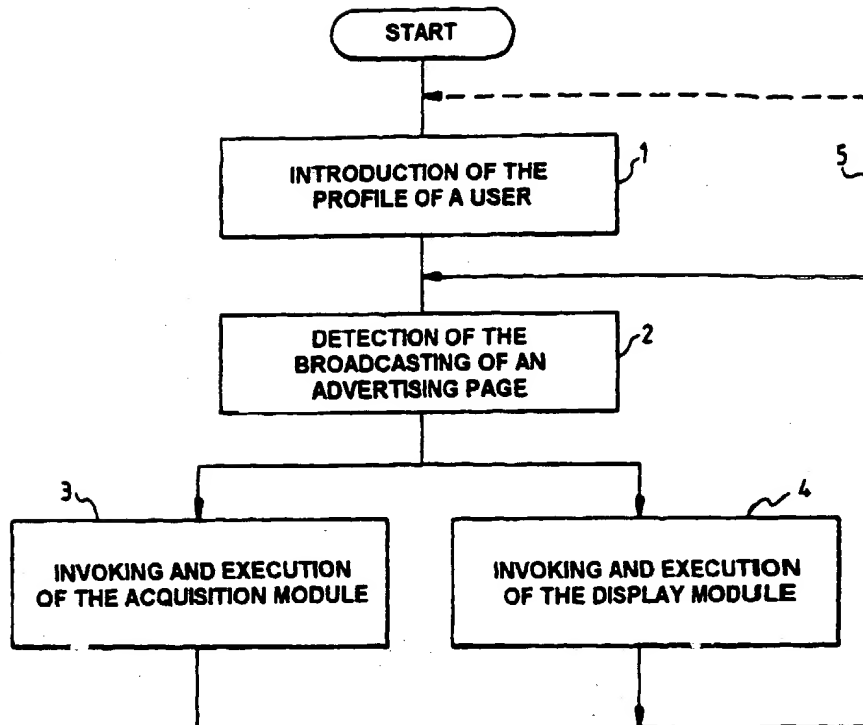 START
INTRODUCTION OF THE
PROFILE OF A USER
1
5
DETECTION OF THE
BROADCASTING OF AN
ADVERTISING PAGE
2
3
4
INVOKING AND EXECUTION
OF THE ACQUISITION MODULE
INVOKING AND EXECUTION
OF THE DISPLAY MODULE